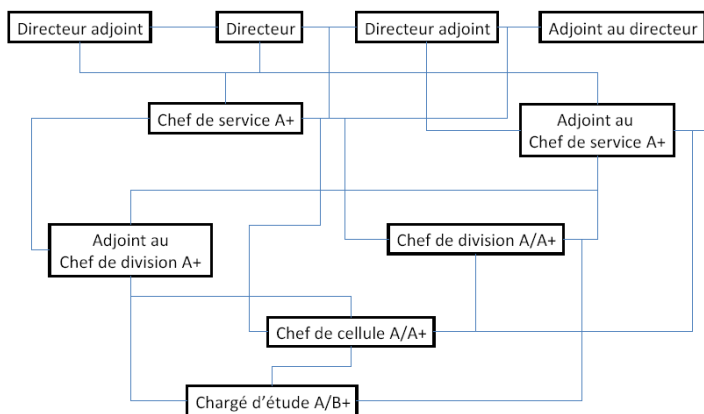 Directeur adjoint
Directeur
Directeur adjoint
Adjoint au directeur
Chef de service A+
Adjoint au
Chef de service A+
Adjoint au
Chef de division A+
Chef de division A/A+
Chef de cellule A/A+
Chargé d'étude A/B+